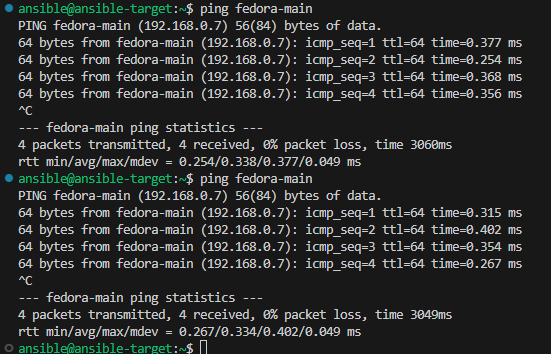 ansible@ansible-target:~$ ping fedora-main
PING fedora-main (192.168.0.7) 56(84) bytes of data.
64 bytes from fedora-main (192.168.0.7): icmp_seq=1 ttl=64 time=0.377 ms
64 bytes from fedora-main (192.168.0.7): icmp_seq=2 ttl=64 time=0.254 ms
64 bytes from fedora-main (192.168.0.7): icmp_seq=3 ttl=64 time=0.368 ms
64 bytes from fedora-main (192.168.0.7): icmp_seq=4 ttl=64 time=0.356 ms
^C
--- fedora-main ping statistics ---
4 packets transmitted, 4 received, 0% packet loss, time 3060ms
rtt min/avg/max/mdev = 0.254/0.338/0.377/0.049 ms
ansible@ansible-target:~$ ping fedora-main
PING fedora-main (192.168.0.7) 56(84) bytes of data.
64 bytes from fedora-main (192.168.0.7): icmp_seq=1 ttl=64 time=0.315 ms
64 bytes from fedora-main (192.168.0.7): icmp_seq=2 ttl=64 time=0.402 ms
64 bytes from fedora-main (192.168.0.7): icmp_seq=3 ttl=64 time=0.354 ms
64 bytes from fedora-main (192.168.0.7): icmp_seq=4 ttl=64 time=0.267 ms
^C
--- fedora-main ping statistics ---
4 packets transmitted, 4 received, 0% packet loss, time 3049ms
rtt min/avg/max/mdev = 0.267/0.334/0.402/0.049 ms
ansible@ansible-target:~$